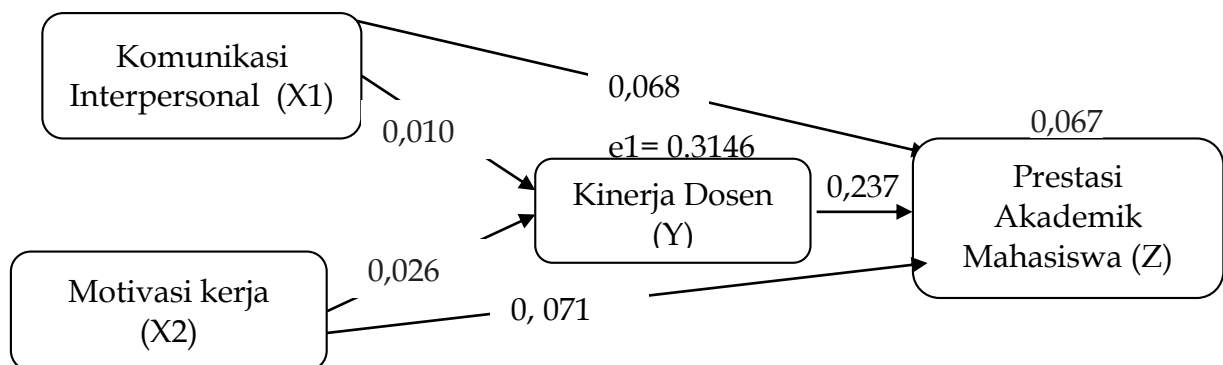 Komunikasi
Interpersonal (X1)
0,068
0,010
0,067
e1= 0.3146
Kinerja Dosen
(Y)
0,237
Prestasi
Akademik
Mahasiswa (Z)
0,026
Motivasi kerja
(X2)
0, 071